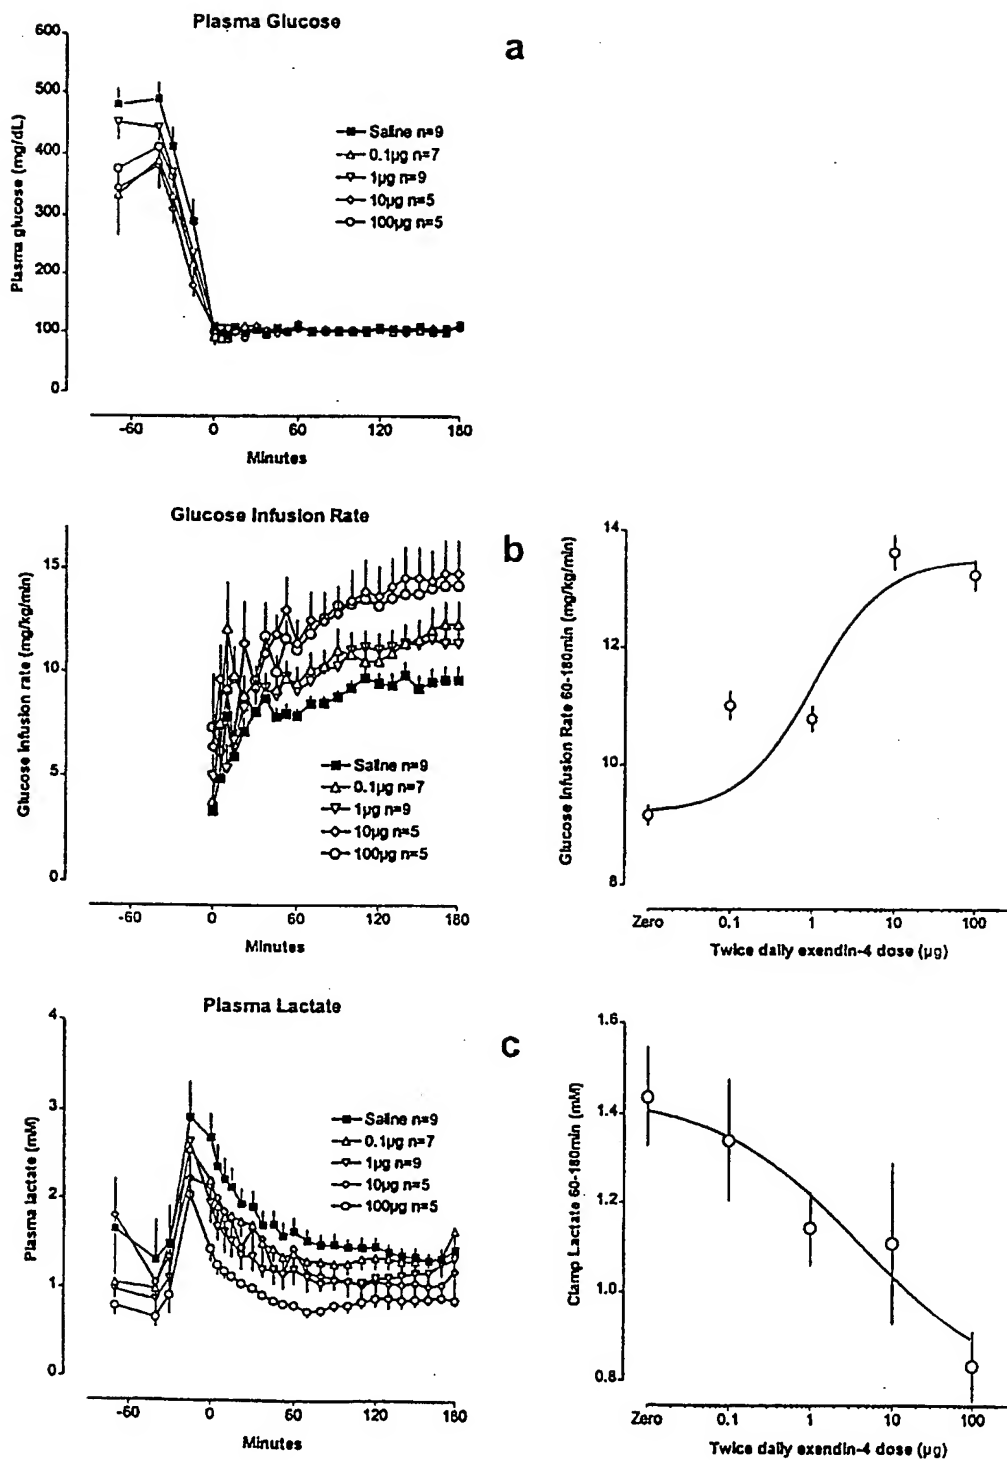 Plasma Glucose
a
600
500
400
300
200
100
0
Plasma glucose (mg/dL)
Saline n=9
0.1µg n=7
1µg n=9
10µg n=5
100µg n=5
-60 0 60 120 180
Minutes
Glucose Infusion Rate
b
15
10
5
0
Glucose infusion rate (mg/kg/min)
Saline n=9
0.1µg n=7
1µg n=9
10µg n=5
100µg n=5
-60 0 60 120 180
Minutes
14
12
10
8
Glucose Infusion Rate 60-180min (mg/kg/min)
Zero 0.1 1 10 100
Twice daily exendin-4 dose (µg)
Plasma Lactate
c
4
3
2
1
0
Plasma lactate (mM)
Saline n=9
0.1µg n=7
1µg n=9
10µg n=5
100µg n=5
-60 0 60 120 180
Minutes
1.6
1.4
1.2
1.0
0.8
Clamp Lactate 60-180min (mM)
Zero 0.1 1 10 100
Twice daily exendin-4 dose (µg)